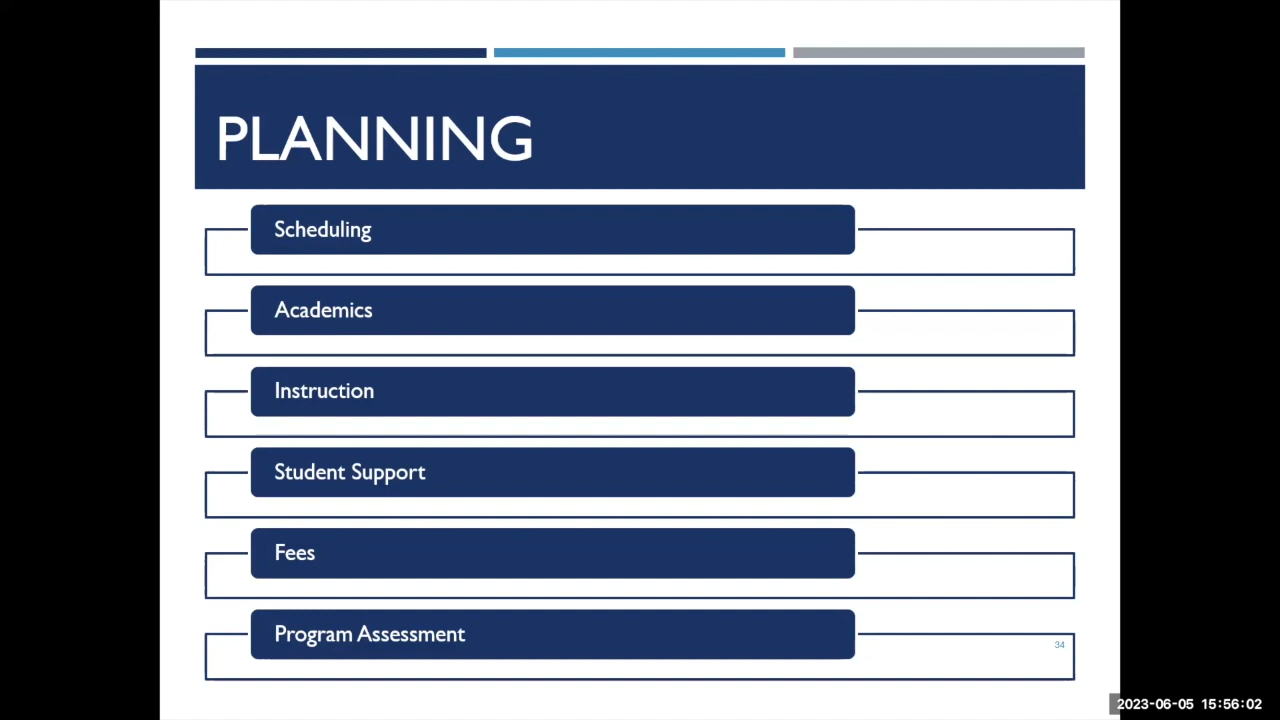 PLANNING
Scheduling
Academics
Instruction
Student Support
Fees
Program Assessment
34
2023-06-05 15:56:02